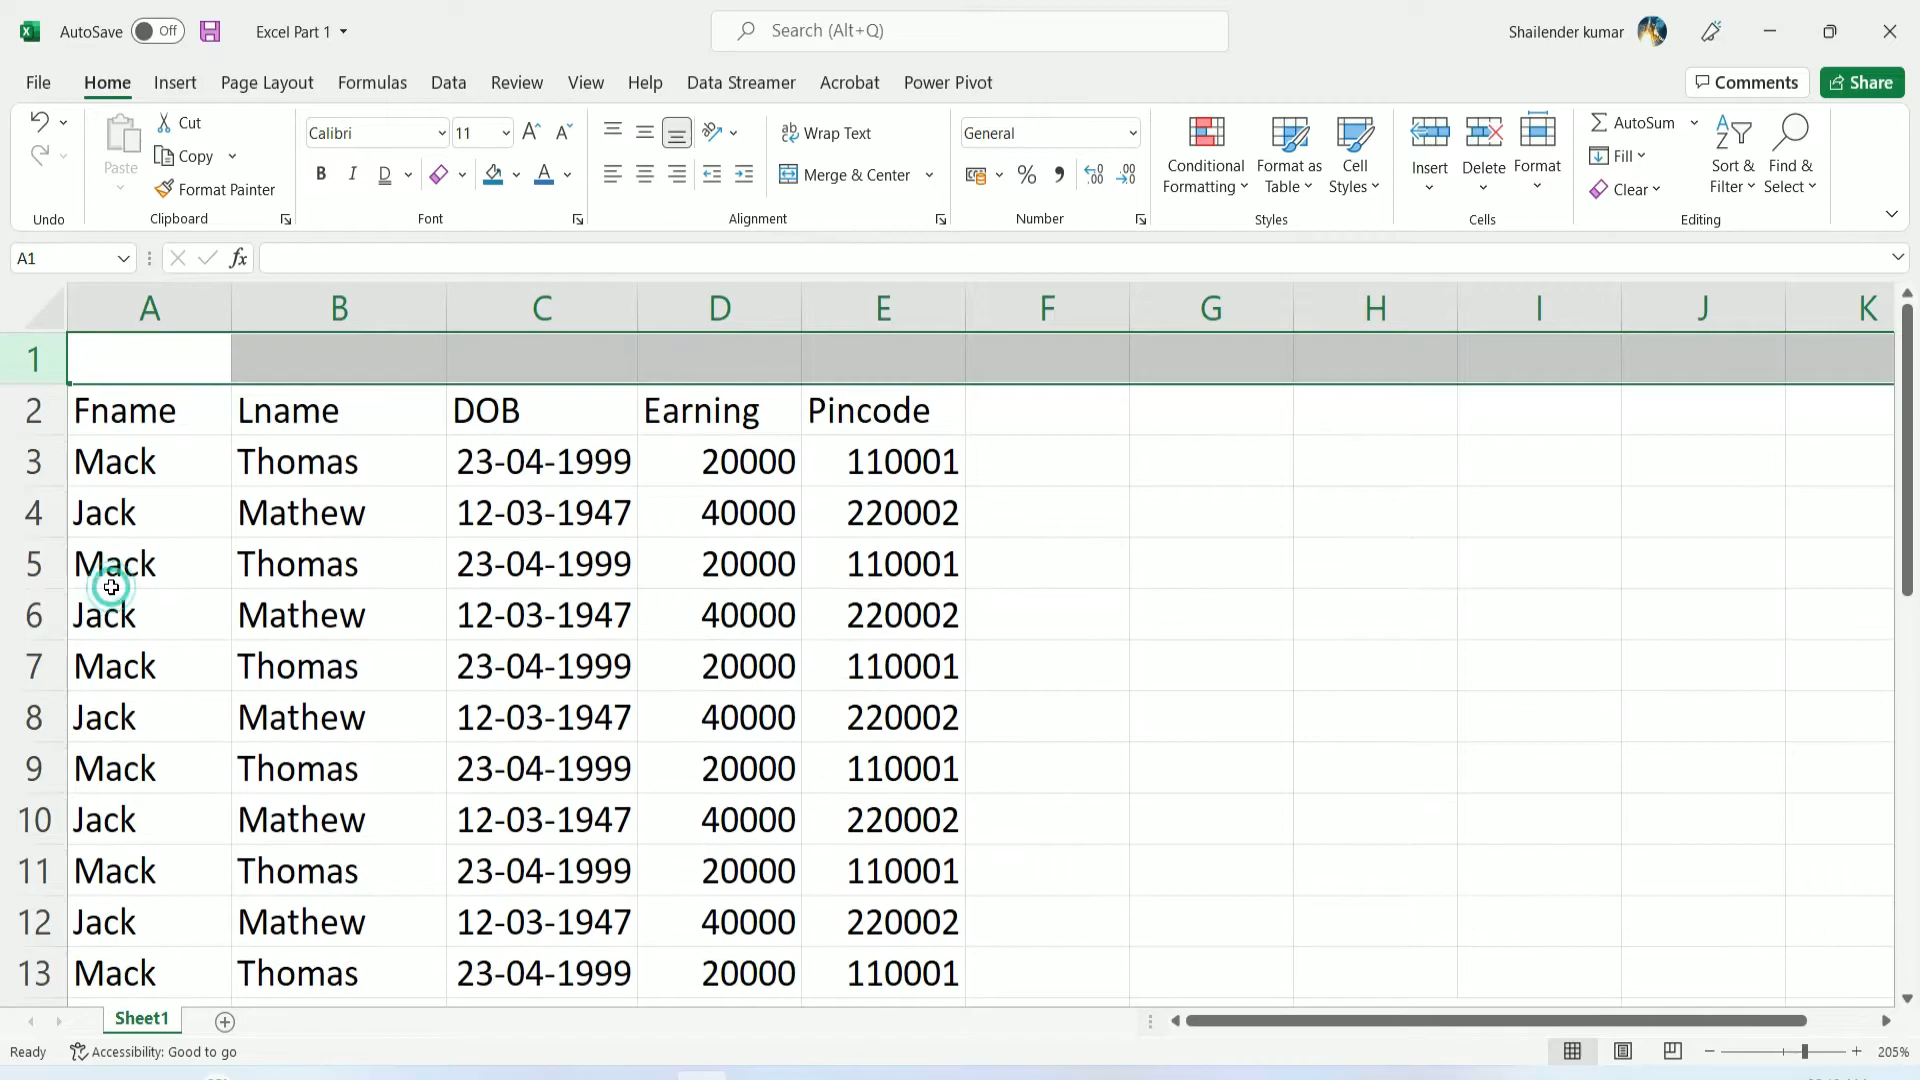 AutoSave Off Excel Part 1 Search (Alt+Q) Shailender kumar
File Home Insert Page Layout Formulas Data Review View Help Data Streamer Acrobat Power Pivot Comments Share
Undo
Paste Cut Copy Format Painter
Clipboard
Calibri 11
B I D A
Font
ab Wrap Text
Merge & Center
Alignment
General
% 9 .00
Number
Conditional Formatting
Format as Table
Cell Styles
Styles
Insert Delete Format
Cells
AutoSum
Fill
Clear
Sort & Filter
Find & Select
Editing
A1 fx
A B C D E F G H I J K
1
2 Fname Lname DOB Earning Pincode
3 Mack Thomas 23-04-1999 20000 110001
4 Jack Mathew 12-03-1947 40000 220002
5 Mack Thomas 23-04-1999 20000 110001
6 Jack Mathew 12-03-1947 40000 220002
7 Mack Thomas 23-04-1999 20000 110001
8 Jack Mathew 12-03-1947 40000 220002
9 Mack Thomas 23-04-1999 20000 110001
10 Jack Mathew 12-03-1947 40000 220002
11 Mack Thomas 23-04-1999 20000 110001
12 Jack Mathew 12-03-1947 40000 220002
13 Mack Thomas 23-04-1999 20000 110001
Sheet1
Ready Accessibility: Good to go 205%